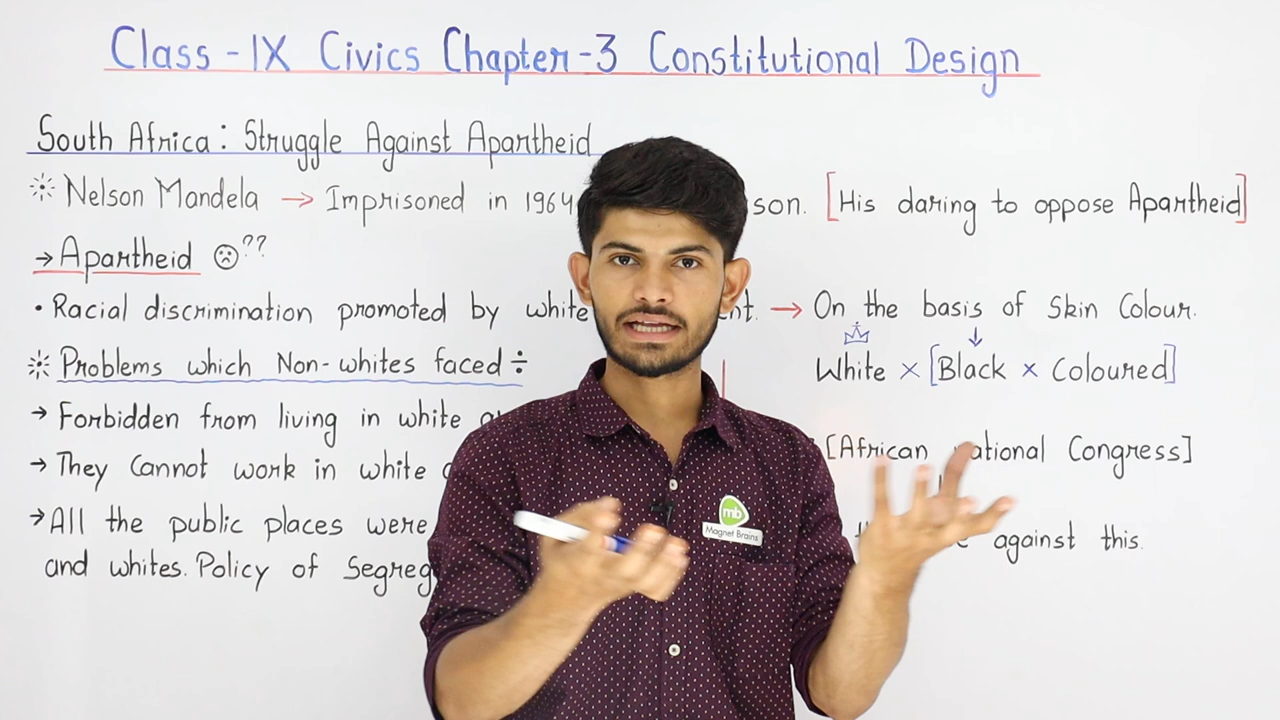 Class - IX Civics Chapter - 3 Constitutional Design
South Africa : Struggle Against Apartheid
Nelson Mandela → Imprisoned in 1964 son. [His daring to oppose Apartheid]
→ Apartheid ??
• Racial discrimination promoted by white nt. → On the basis of Skin Colour.
White × [Black × Coloured]
Problems which Non-whites faced ÷
→ Forbidden from living in white
[African National Congress]
→ They Cannot work in white
→ All the public places were against this.
and whites. Policy of Segreg
mb
Magnet Brains